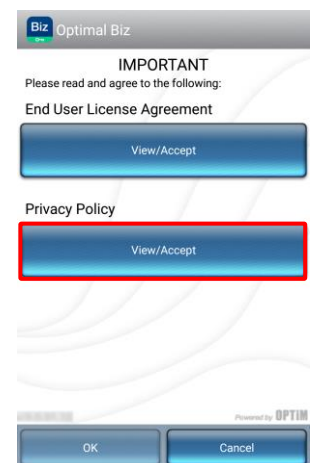 Biz Optimal Biz
IMPORTANT
Please read and agree to the following:
End User License Agreement
View/Accept
Privacy Policy
View/Accept
Powered by OPTiM
OK
Cancel